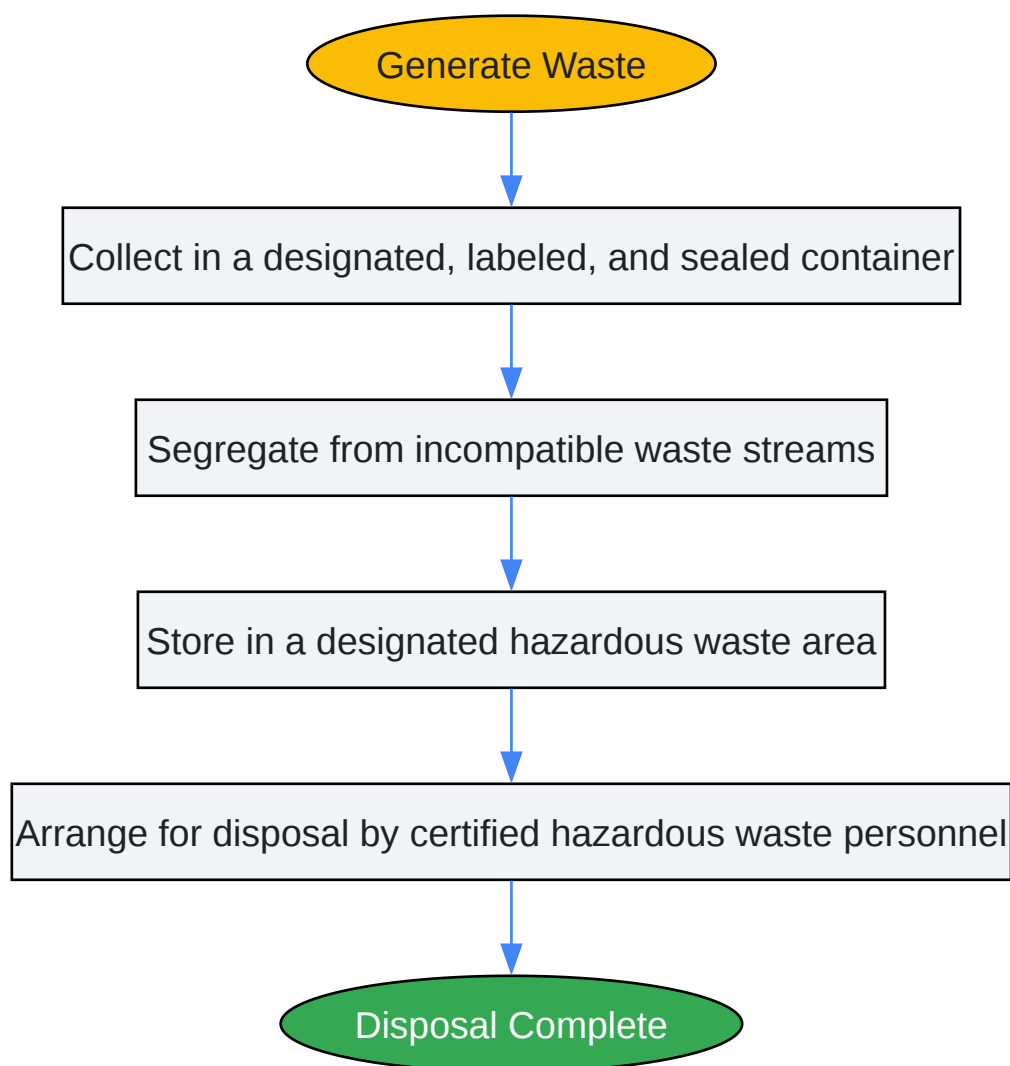 Generate Waste
Collect in a designated, labeled, and sealed container
Segregate from incompatible waste streams
Store in a designated hazardous waste area
Arrange for disposal by certified hazardous waste personnel
Disposal Complete